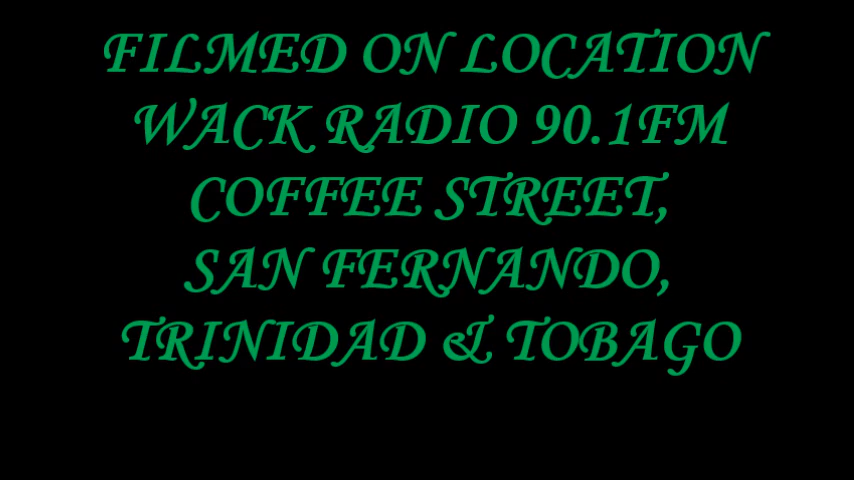 FILMED ON LOCATION
WACK RADIO 90.1FM
COFFEE STREET,
SAN FERNANDO,
TRINIDAD & TOBAGO